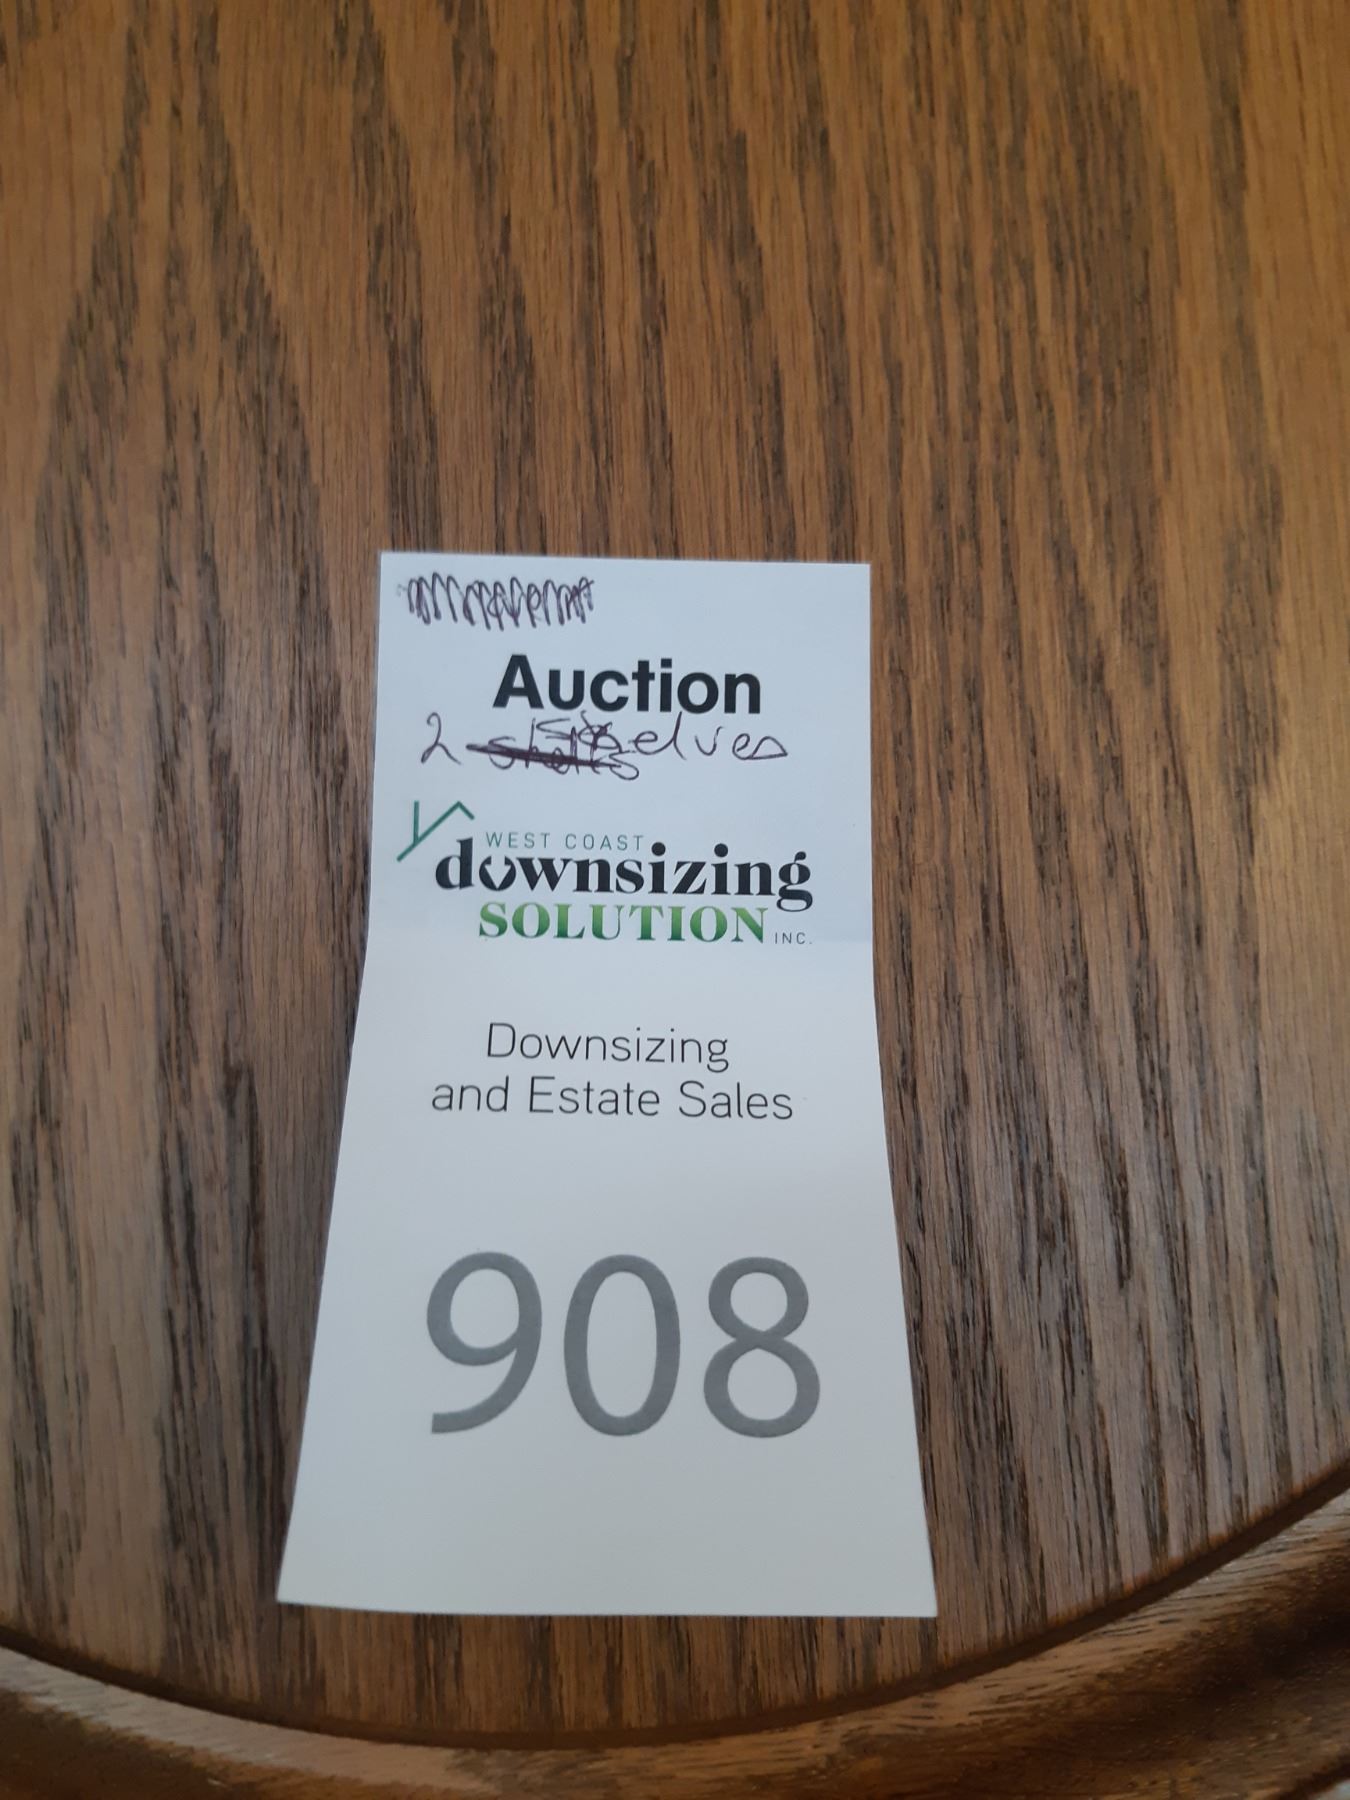 Auction
2 shelves
WEST COAST
downsizing
SOLUTION INC.
Downsizing
and Estate Sales
908